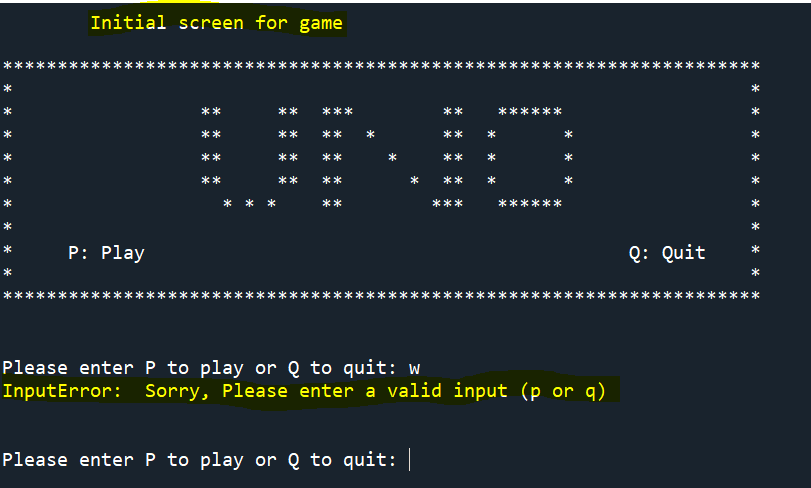 Initial screen for game
*********************************************************************
*                                                                   *
*                 **     **  ***        **   ******                 *
*                 **     ** ** *      ** *      *                *
*                 **     ** **   *    ** *      *                *
*                 **     ** **     *  ** *      *                *
*                   * * *    **        ***   ******                 *
*                                                                   *
*     P: Play                                            Q: Quit    *
*                                                                   *
*********************************************************************
Please enter P to play or Q to quit: w
InputError:  Sorry, Please enter a valid input (p or q)
Please enter P to play or Q to quit: